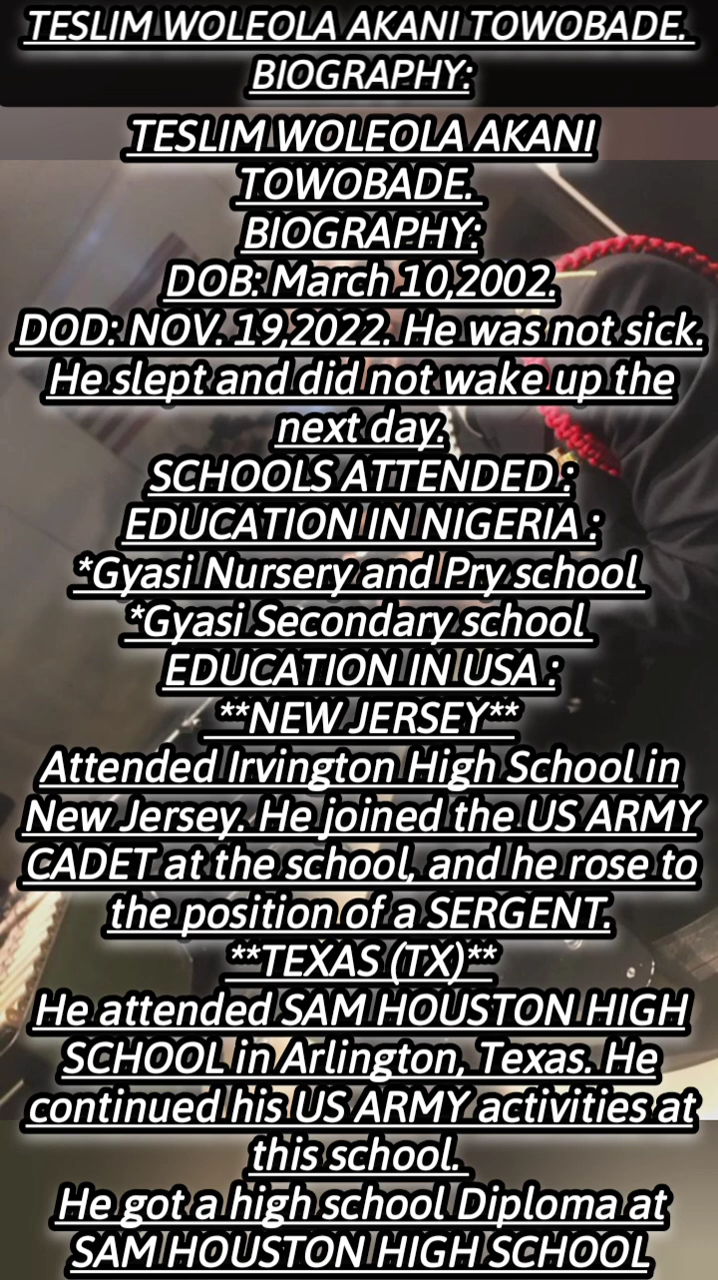 TESLIM WOLEOLA AKANI TOWOBADE.
BIOGRAPHY:
TESLIM WOLEOLA AKANI
TOWOBADE.
BIOGRAPHY:
DOB: March 10,2002.
DOD: NOV. 19,2022. He was not sick.
He slept and did not wake up the
next day.
SCHOOLS ATTENDED :
EDUCATION IN NIGERIA :
*Gyasi Nursery and Pry school
*Gyasi Secondary school
EDUCATION IN USA :
**NEW JERSEY**
Attended Irvington High School in
New Jersey. He joined the US ARMY
CADET at the school, and he rose to
the position of a SERGENT.
**TEXAS (TX)**
He attended SAM HOUSTON HIGH
SCHOOL in Arlington, Texas. He
continued his US ARMY activities at
this school.
He got a high school Diploma at
SAM HOUSTON HIGH SCHOOL